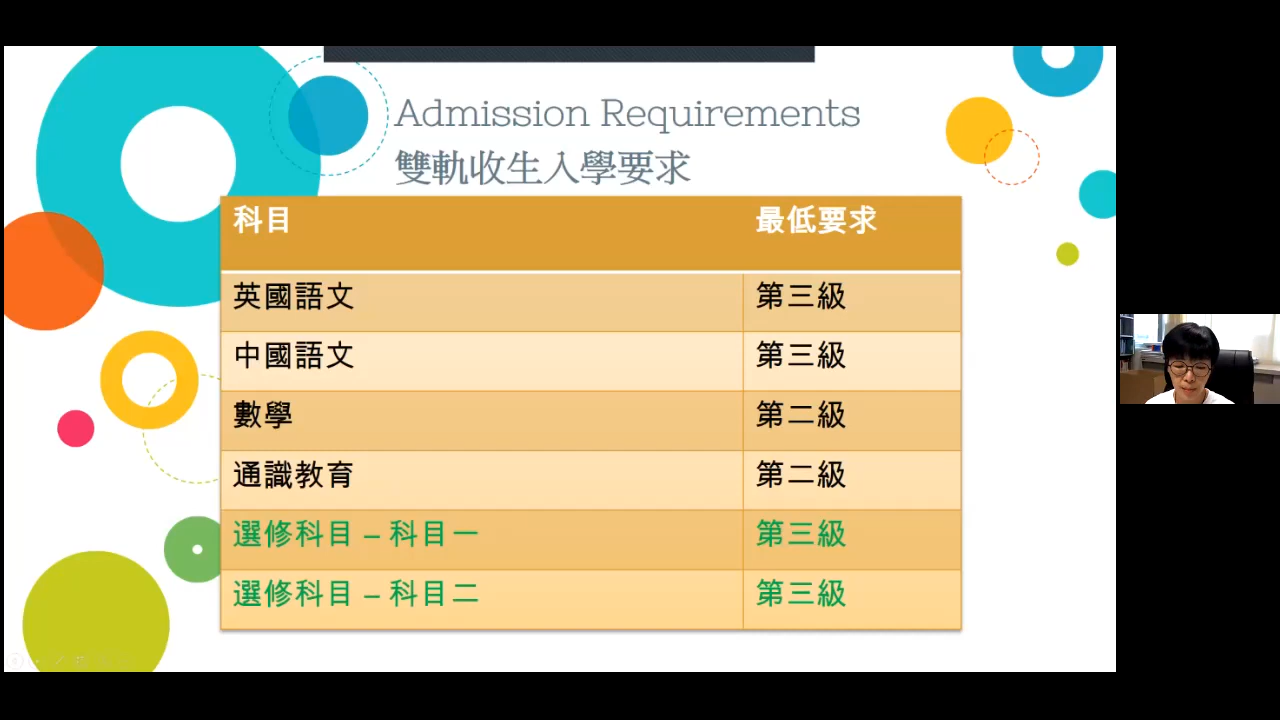 Admission Requirements
雙軌收生入學要求
科目 最低要求
英國語文 第三級
中國語文 第三級
數學 第二級
通識教育 第二級
選修科目 – 科目一 第三級
選修科目 – 科目二 第三級